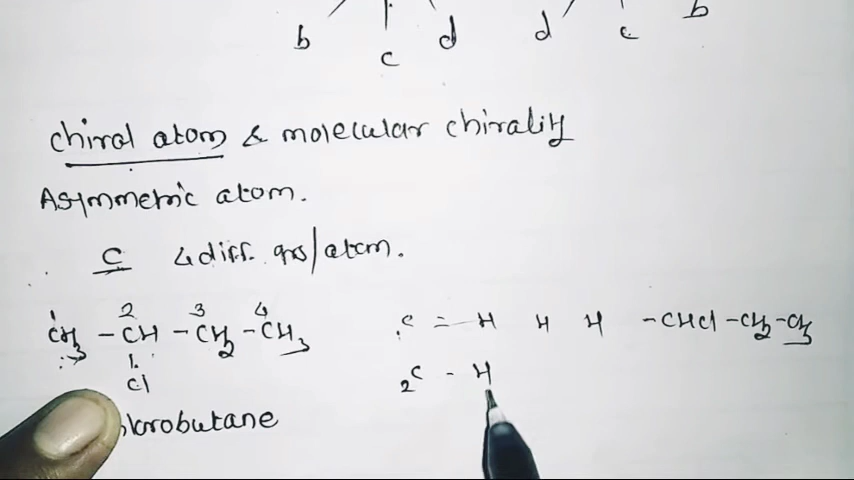 b c d d c b
chiral atom & molecular chirality
Asymmetric atom.
C 4 diff. grs/atom.
1 2 3 4
CH3 - CH - CH2 - CH3
Cl
C = H H H - CHCl - CH2 - CH3
2C - H
lorobutane